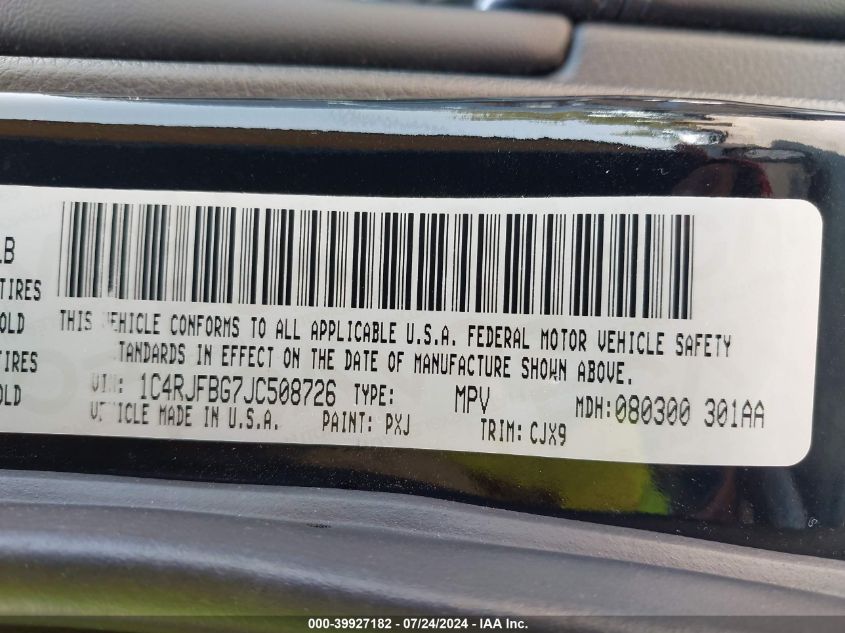 LB
TIRES
OLD
TIRES
OLD
THIS VEHICLE CONFORMS TO ALL APPLICABLE U.S.A. FEDERAL MOTOR VEHICLE SAFETY
TANDARDS IN EFFECT ON THE DATE OF MANUFACTURE SHOWN ABOVE.
VIN: 1C4RJFBG7JC508726 TYPE: MPV MDH: 080300 301AA
VEHICLE MADE IN U.S.A. PAINT: PXJ TRIM: CJX9
000-39927182 - 07/24/2024 - IAA Inc.